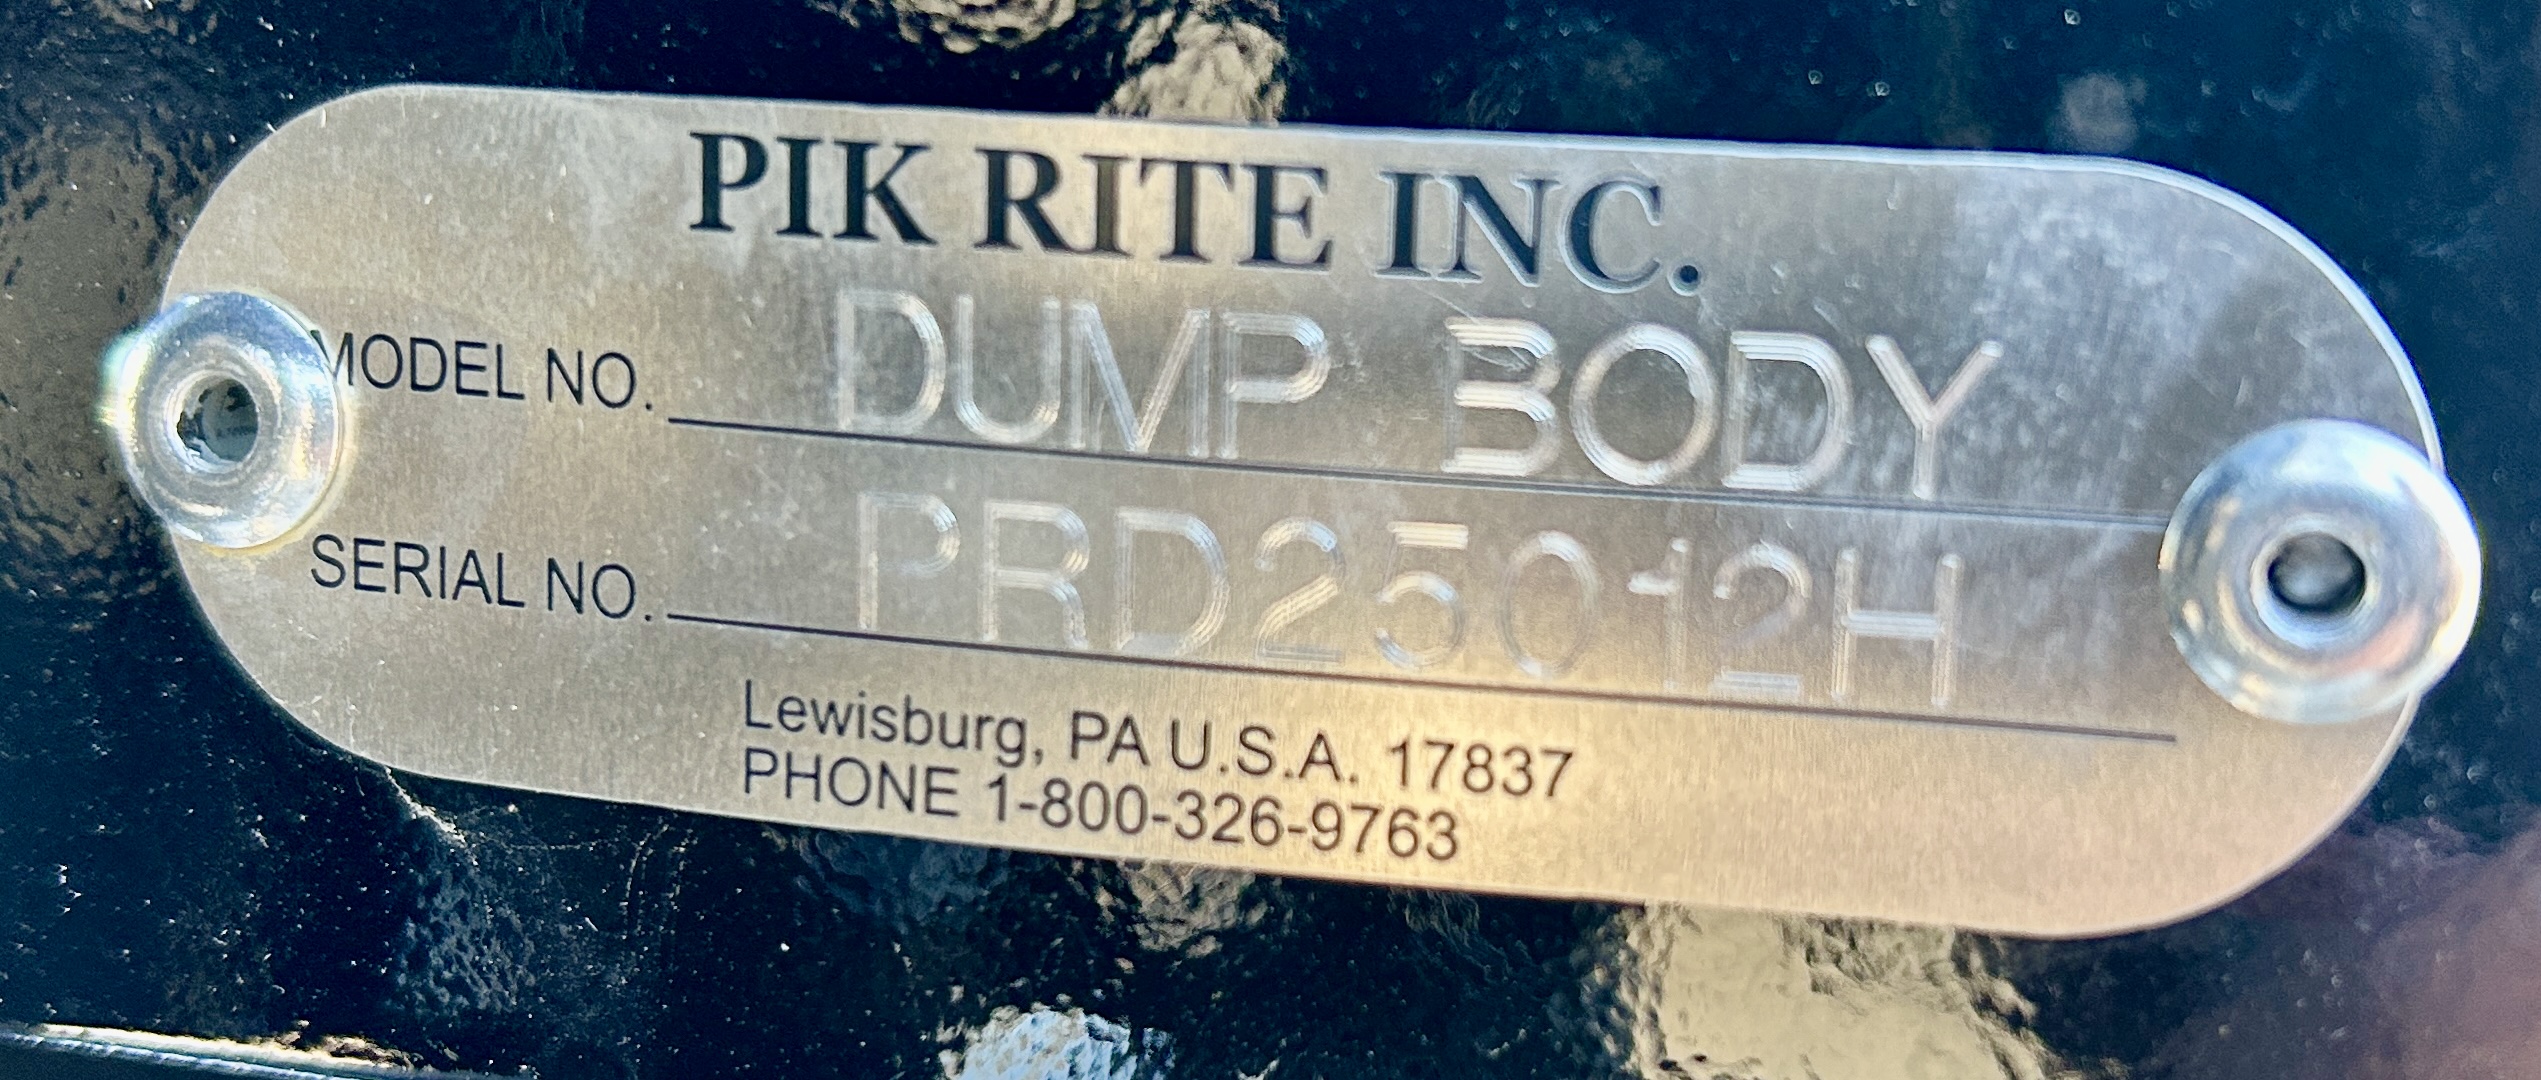 PIK RITE INC.
MODEL NO. DUMP BODY
SERIAL NO. PRD25012H
Lewisburg, PA U.S.A. 17837
PHONE 1-800-326-9763